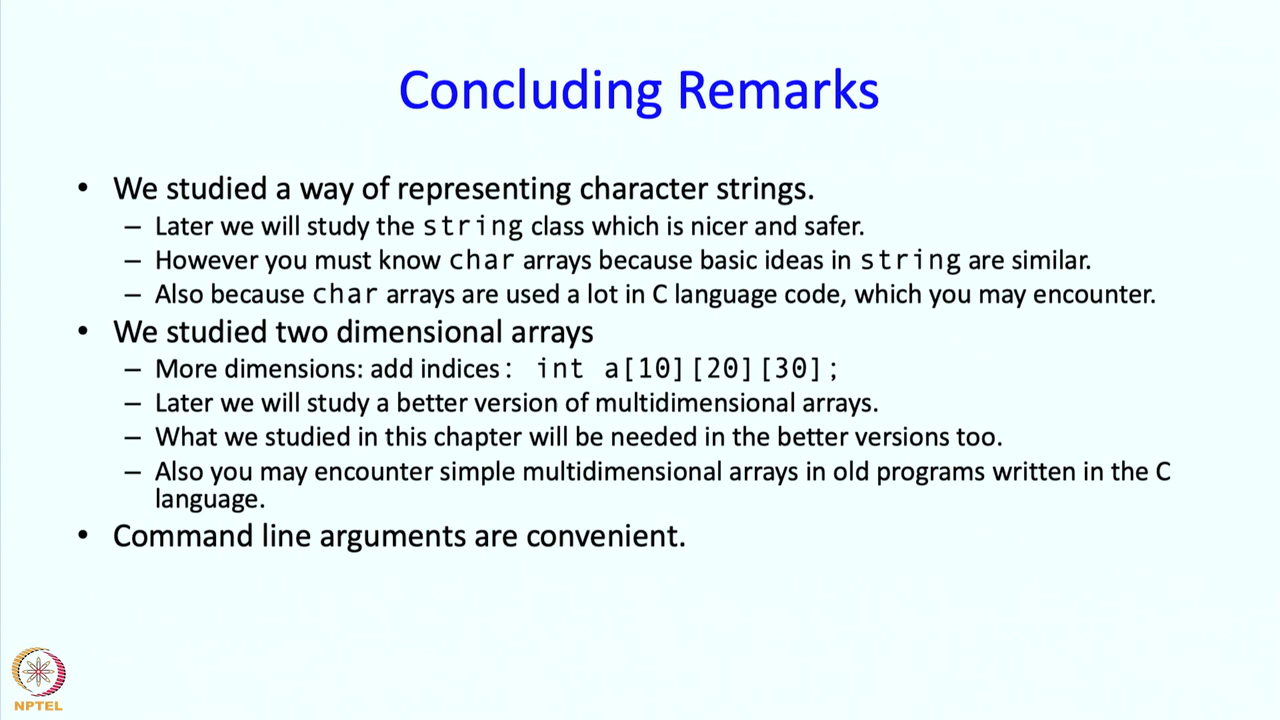 Concluding Remarks
• We studied a way of representing character strings.
– Later we will study the string class which is nicer and safer.
– However you must know char arrays because basic ideas in string are similar.
– Also because char arrays are used a lot in C language code, which you may encounter.
• We studied two dimensional arrays
– More dimensions: add indices: int a[10][20][30];
– Later we will study a better version of multidimensional arrays.
– What we studied in this chapter will be needed in the better versions too.
– Also you may encounter simple multidimensional arrays in old programs written in the C
language.
• Command line arguments are convenient.
NPTEL